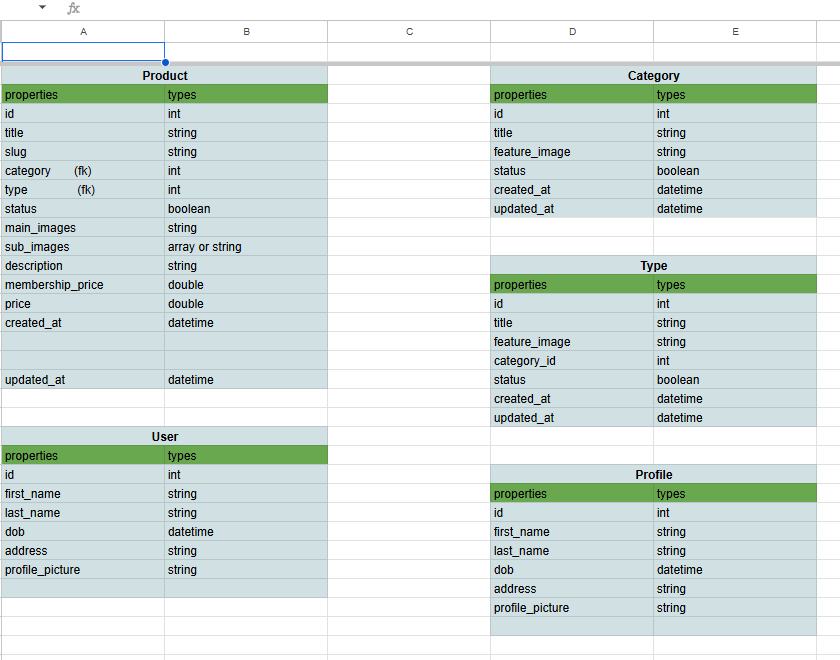 fx
A B C D E
Product
properties types
id int
title string
slug string
category (fk) int
type (fk) int
status boolean
main_images string
sub_images array or string
description string
membership_price double
price double
created_at datetime
updated_at datetime
Category
properties types
id int
title string
feature_image string
status boolean
created_at datetime
updated_at datetime
Type
properties types
id int
title string
feature_image string
category_id int
status boolean
created_at datetime
updated_at datetime
User
properties types
id int
first_name string
last_name string
dob datetime
address string
profile_picture string
Profile
properties types
id int
first_name string
last_name string
dob datetime
address string
profile_picture string